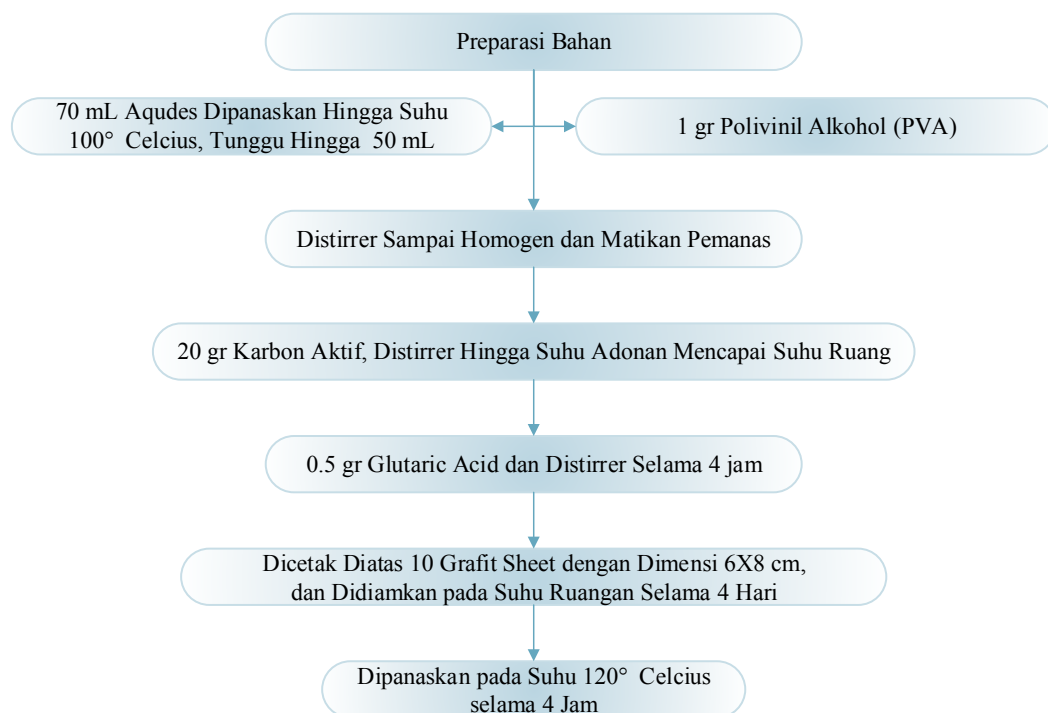 Preparasi Bahan
70 mL Aqudes Dipanaskan Hingga Suhu
100° Celcius, Tunggu Hingga 50 mL
1 gr Polivinil Alkohol (PVA)
Distirrer Sampai Homogen dan Matikan Pemanas
20 gr Karbon Aktif, Distirrer Hingga Suhu Adonan Mencapai Suhu Ruang
0.5 gr Glutaric Acid dan Distirrer Selama 4 jam
Dicetak Diatas 10 Grafit Sheet dengan Dimensi 6X8 cm,
dan Didiamkan pada Suhu Ruangan Selama 4 Hari
Dipanaskan pada Suhu 120° Celcius
selama 4 Jam